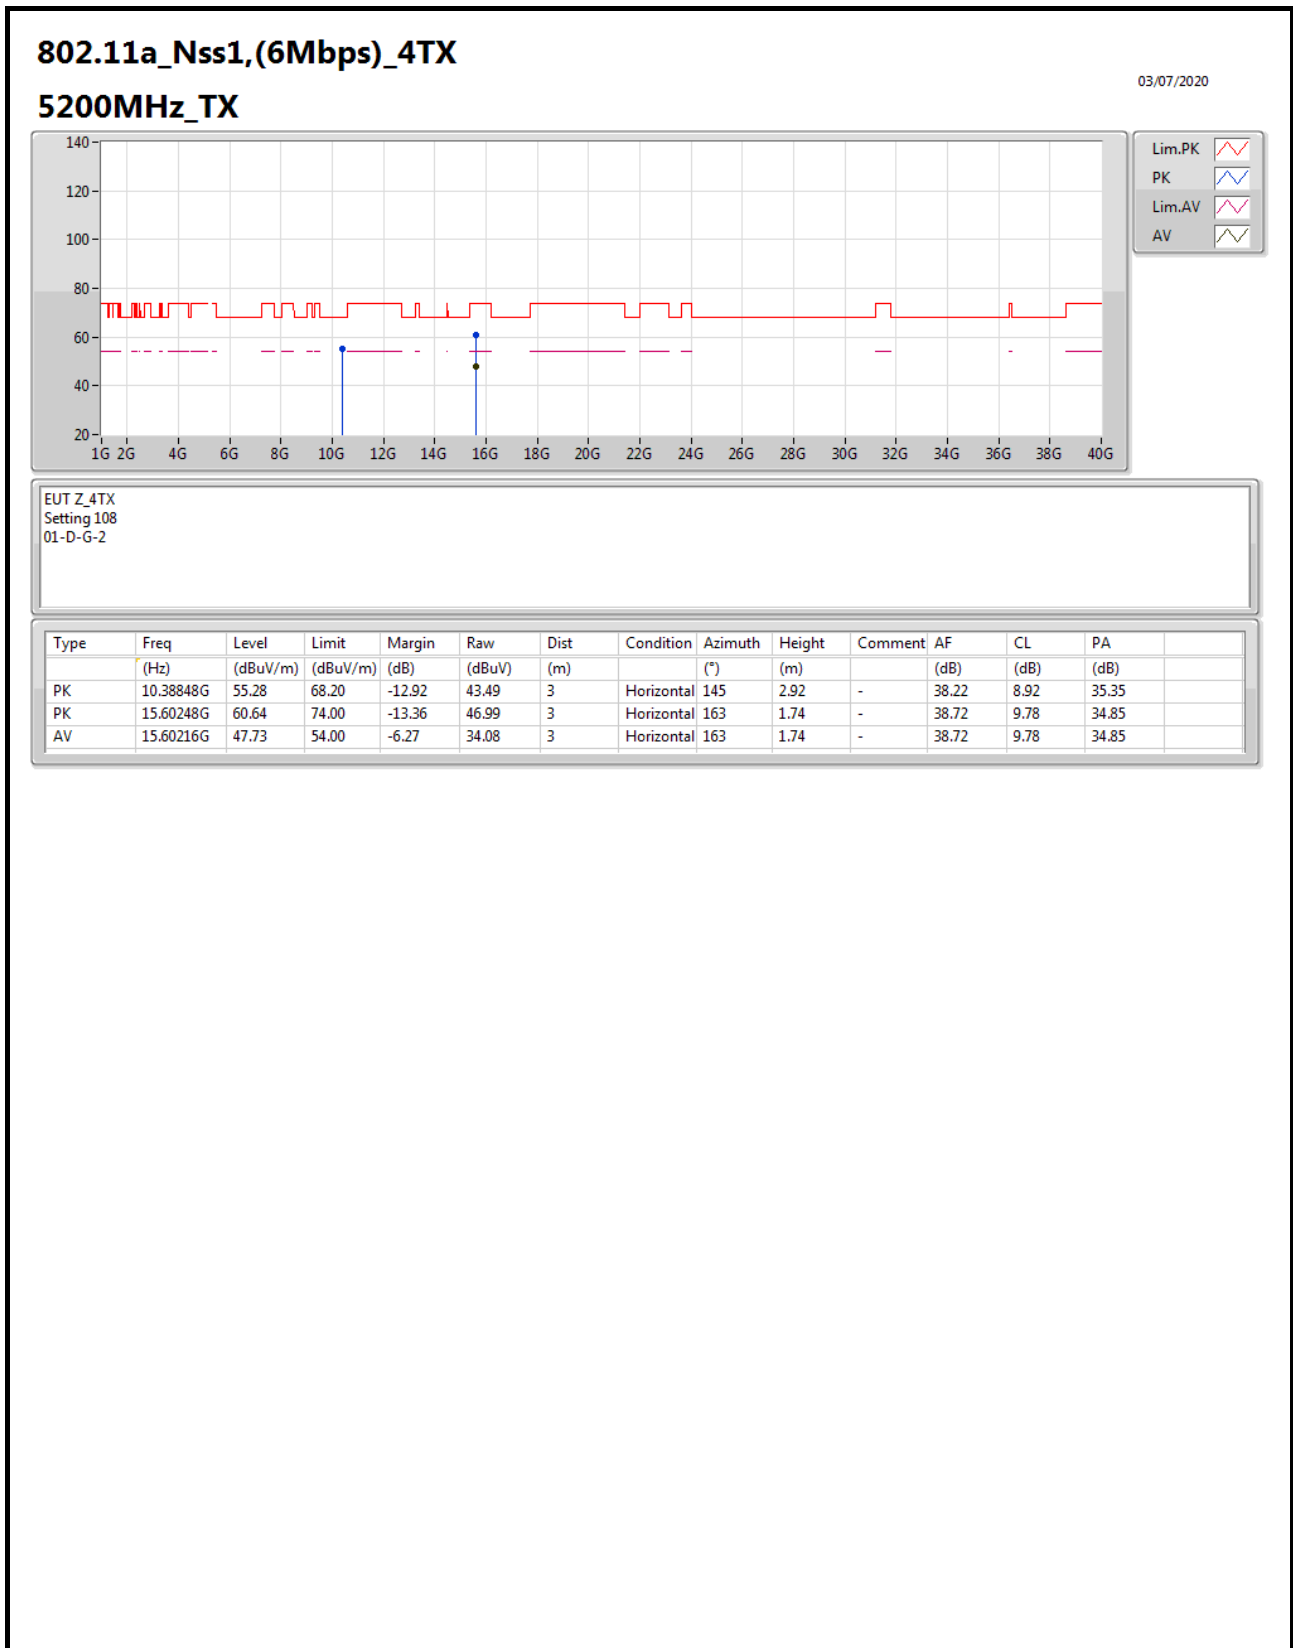 802.11a_Nss1,(6Mbps)_4TX
03/07/2020
5200MHz_TX
140
120
100
80
60
40
20
1G 2G 4G 6G 8G 10G 12G 14G 16G 18G 20G 22G 24G 26G 28G 30G 32G 34G 36G 38G 40G
Lim.PK
PK
Lim.AV
AV
EUT Z_4TX
Setting 108
01-D-G-2
Type Freq Level Limit Margin Raw Dist Condition Azimuth Height Comment AF CL PA
(Hz) (dBuV/m) (dBuV/m) (dB) (dBuV) (m) (°) (m) (dB) (dB) (dB)
PK 10.38848G 55.28 68.20 -12.92 43.49 3 Horizontal 145 2.92 - 38.22 8.92 35.35
PK 15.60248G 60.64 74.00 -13.36 46.99 3 Horizontal 163 1.74 - 38.72 9.78 34.85
AV 15.60216G 47.73 54.00 -6.27 34.08 3 Horizontal 163 1.74 - 38.72 9.78 34.85